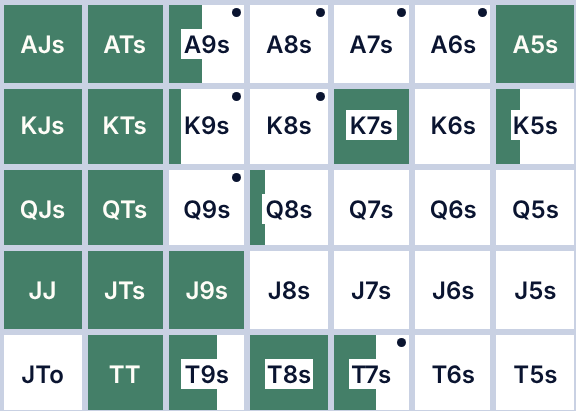 AJs ATs A9s A8s A7s A6s A5s
KJs KTs K9s K8s K7s K6s K5s
QJs QTs Q9s Q8s Q7s Q6s Q5s
JJ JTs J9s J8s J7s J6s J5s
JTo TT T9s T8s T7s T6s T5s